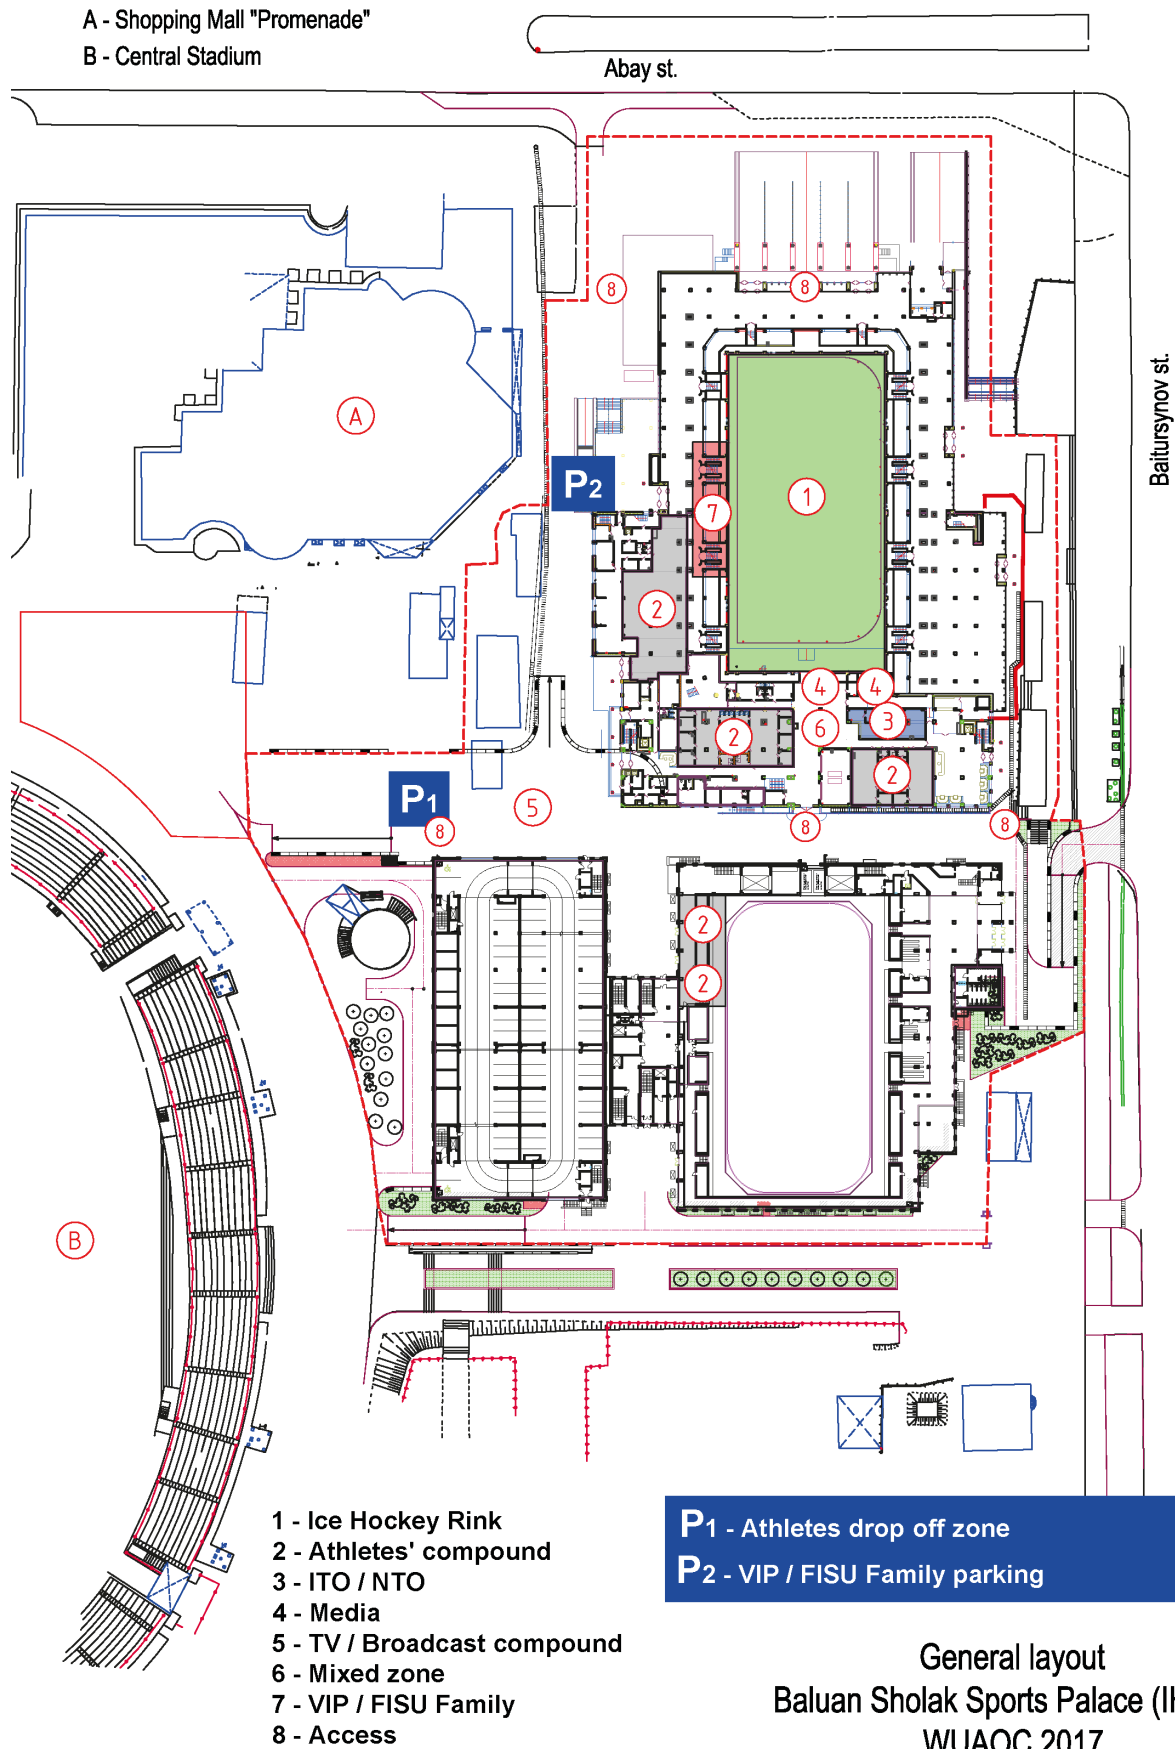 A - Shopping Mall "Promenade"
B - Central Stadium
Abay st.
Baitursynov st.
8
8
A
P2
1
7
2
4
4
3
6
2
2
P1
5
8
8
8
2
2
B
1 - Ice Hockey Rink
2 - Athletes' compound
3 - ITO / NTO
4 - Media
5 - TV / Broadcast compound
6 - Mixed zone
7 - VIP / FISU Family
8 - Access
P1 - Athletes drop off zone
P2 - VIP / FISU Family parking
General layout
Baluan Sholak Sports Palace
WUAOC 2017